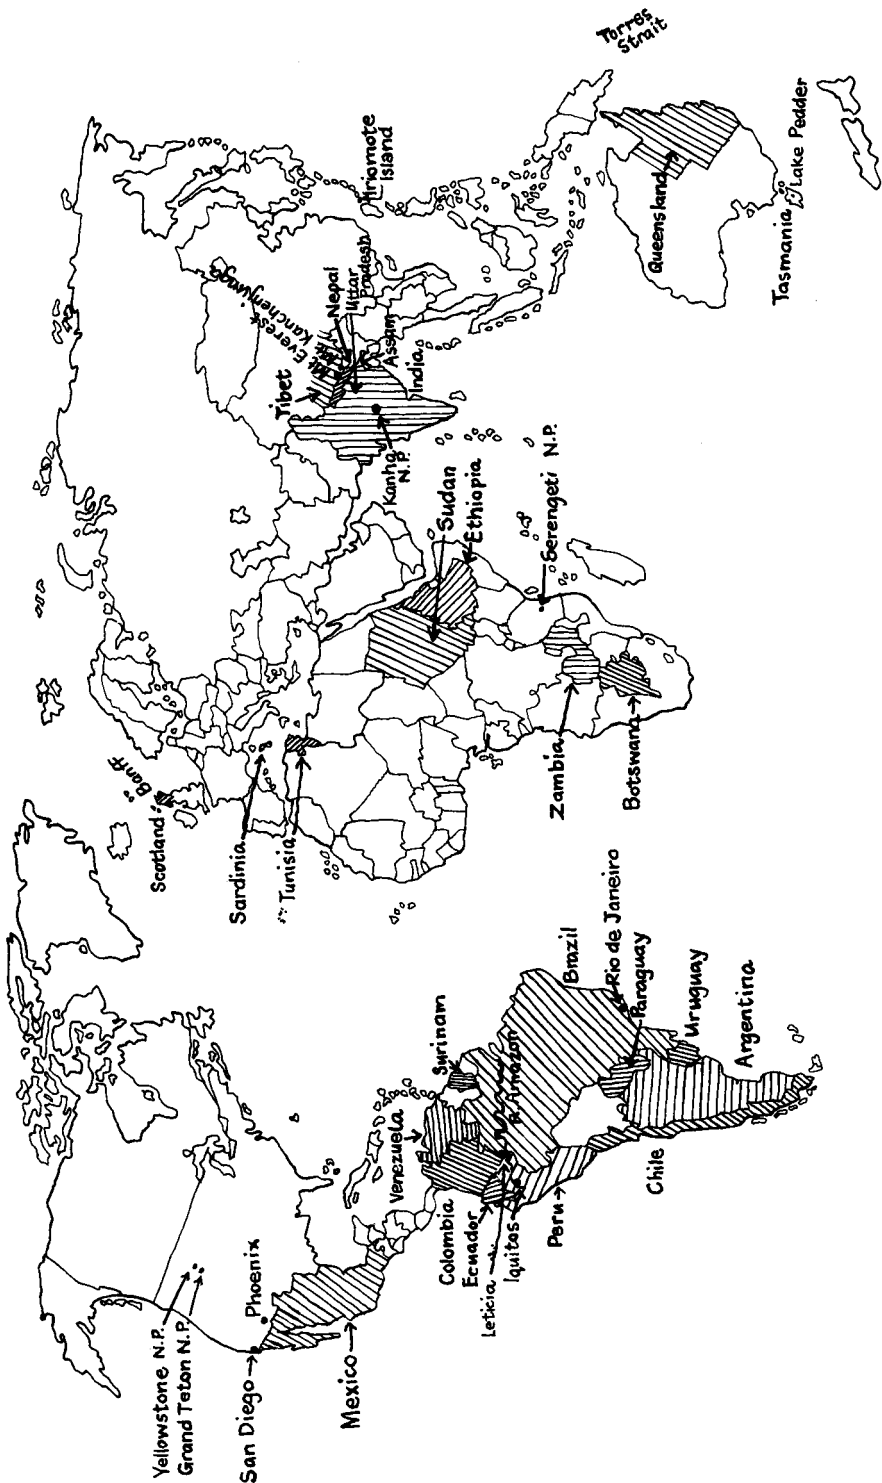 Yellowstone N.P.
Grand Teton N.P.
San Diego
Phoenix
Mexico
Venezuela
Surinam
Colombia
Ecuador
Leticia
Iquitos
Peru
R. Amazon
Brazil
Rio de Janeiro
Paraguay
Uruguay
Argentina
Chile
Scotland
Banff
Sardinia
Tunisia
Sudan
Ethiopia
Serengeti N.P.
Zambia
Botswana
Tibet
Mt. Everest
Mt. Kanchenjunga
Nepal
Uttar
Pradesh
Assam
India
Kanha
N.P.
Iriomote
Island
Torres
Strait
Queensland
Tasmania
Lake Pedder